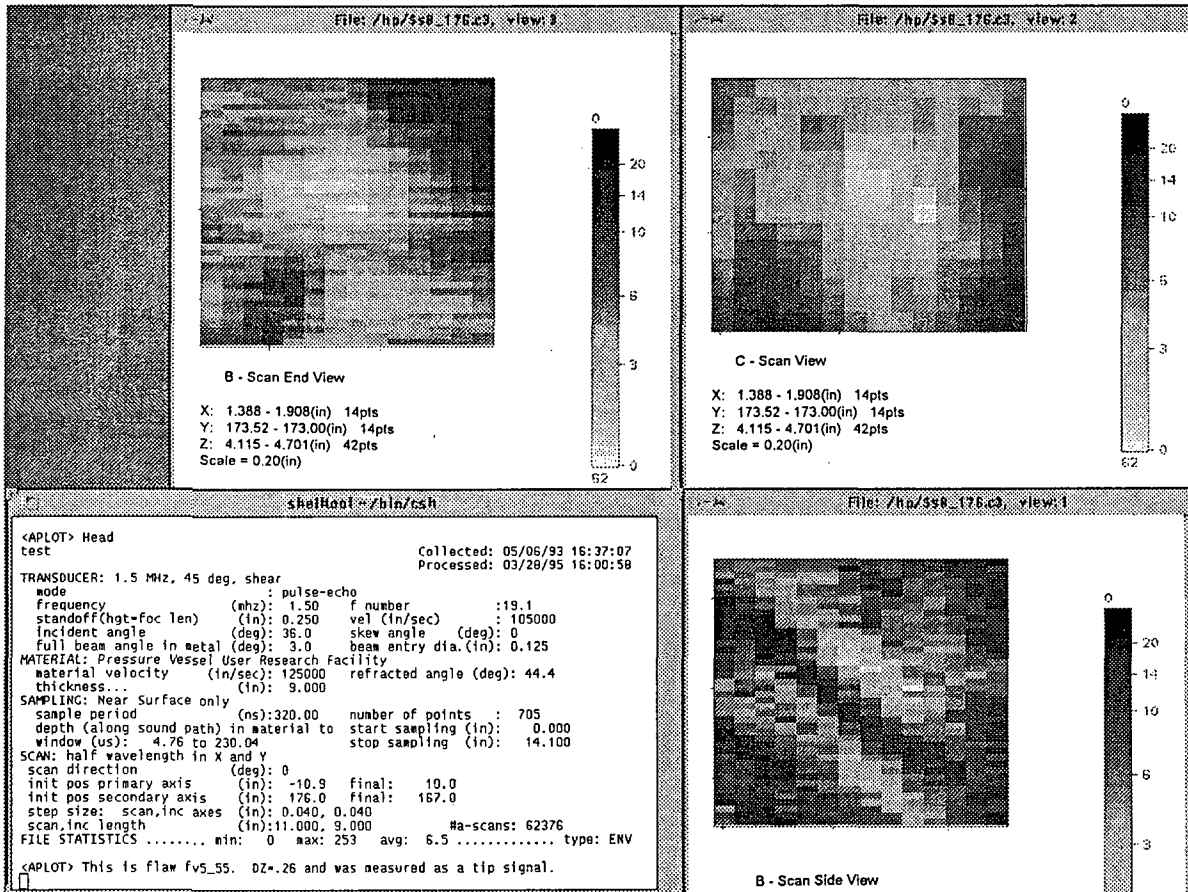 File: /hp/$s8_176.c3, view: 3
0
20
14
10
6
3
0
62
B - Scan End View
X: 1.388 - 1.908(in) 14pts
Y: 173.52 - 173.00(in) 14pts
Z: 4.115 - 4.701(in) 42pts
Scale = 0.20(in)
File: /hp/$s8_176.c3, view: 2
0
20
14
10
6
3
0
62
C - Scan View
X: 1.388 - 1.908(in) 14pts
Y: 173.52 - 173.00(in) 14pts
Z: 4.115 - 4.701(in) 42pts
Scale = 0.20(in)
shelltool - /bin/csh
<APLOT> Head
test
Collected: 05/06/93 16:37:07
Processed: 03/28/95 16:00:58
TRANSDUCER: 1.5 MHz, 45 deg, shear
mode : pulse-echo
frequency (mhz): 1.50 f number :19.1
standoff(hgt-foc len) (in): 0.250 vel (in/sec) : 105000
incident angle (deg): 36.0 skew angle (deg): 0
full beam angle in metal (deg): 3.0 beam entry dia.(in): 0.125
MATERIAL: Pressure Vessel User Research Facility
material velocity (in/sec): 125000 refracted angle (deg): 44.4
thickness... (in): 9.000
SAMPLING: Near Surface only
sample period (ns):320.00 number of points : 705
depth (along sound path) in material to start sampling (in): 0.000
window (us): 4.76 to 230.04 stop sampling (in): 14.100
SCAN: half wavelength in X and Y
scan direction (deg): 0
init pos primary axis (in): -10.9 final: 10.0
init pos secondary axis (in): 176.0 final: 167.0
step size: scan,inc axes (in): 0.040, 0.040
scan,inc length (in):11.000, 9.000 #a-scans: 62376
FILE STATISTICS ........ min: 0 max: 253 avg: 6.5 ............. type: ENV
<APLOT> This is flaw fv5_55. DZ=.26 and was measured as a tip signal.
File: /hp/$s8_176.c3, view:1
0
20
14
10
6
3
B - Scan Side View